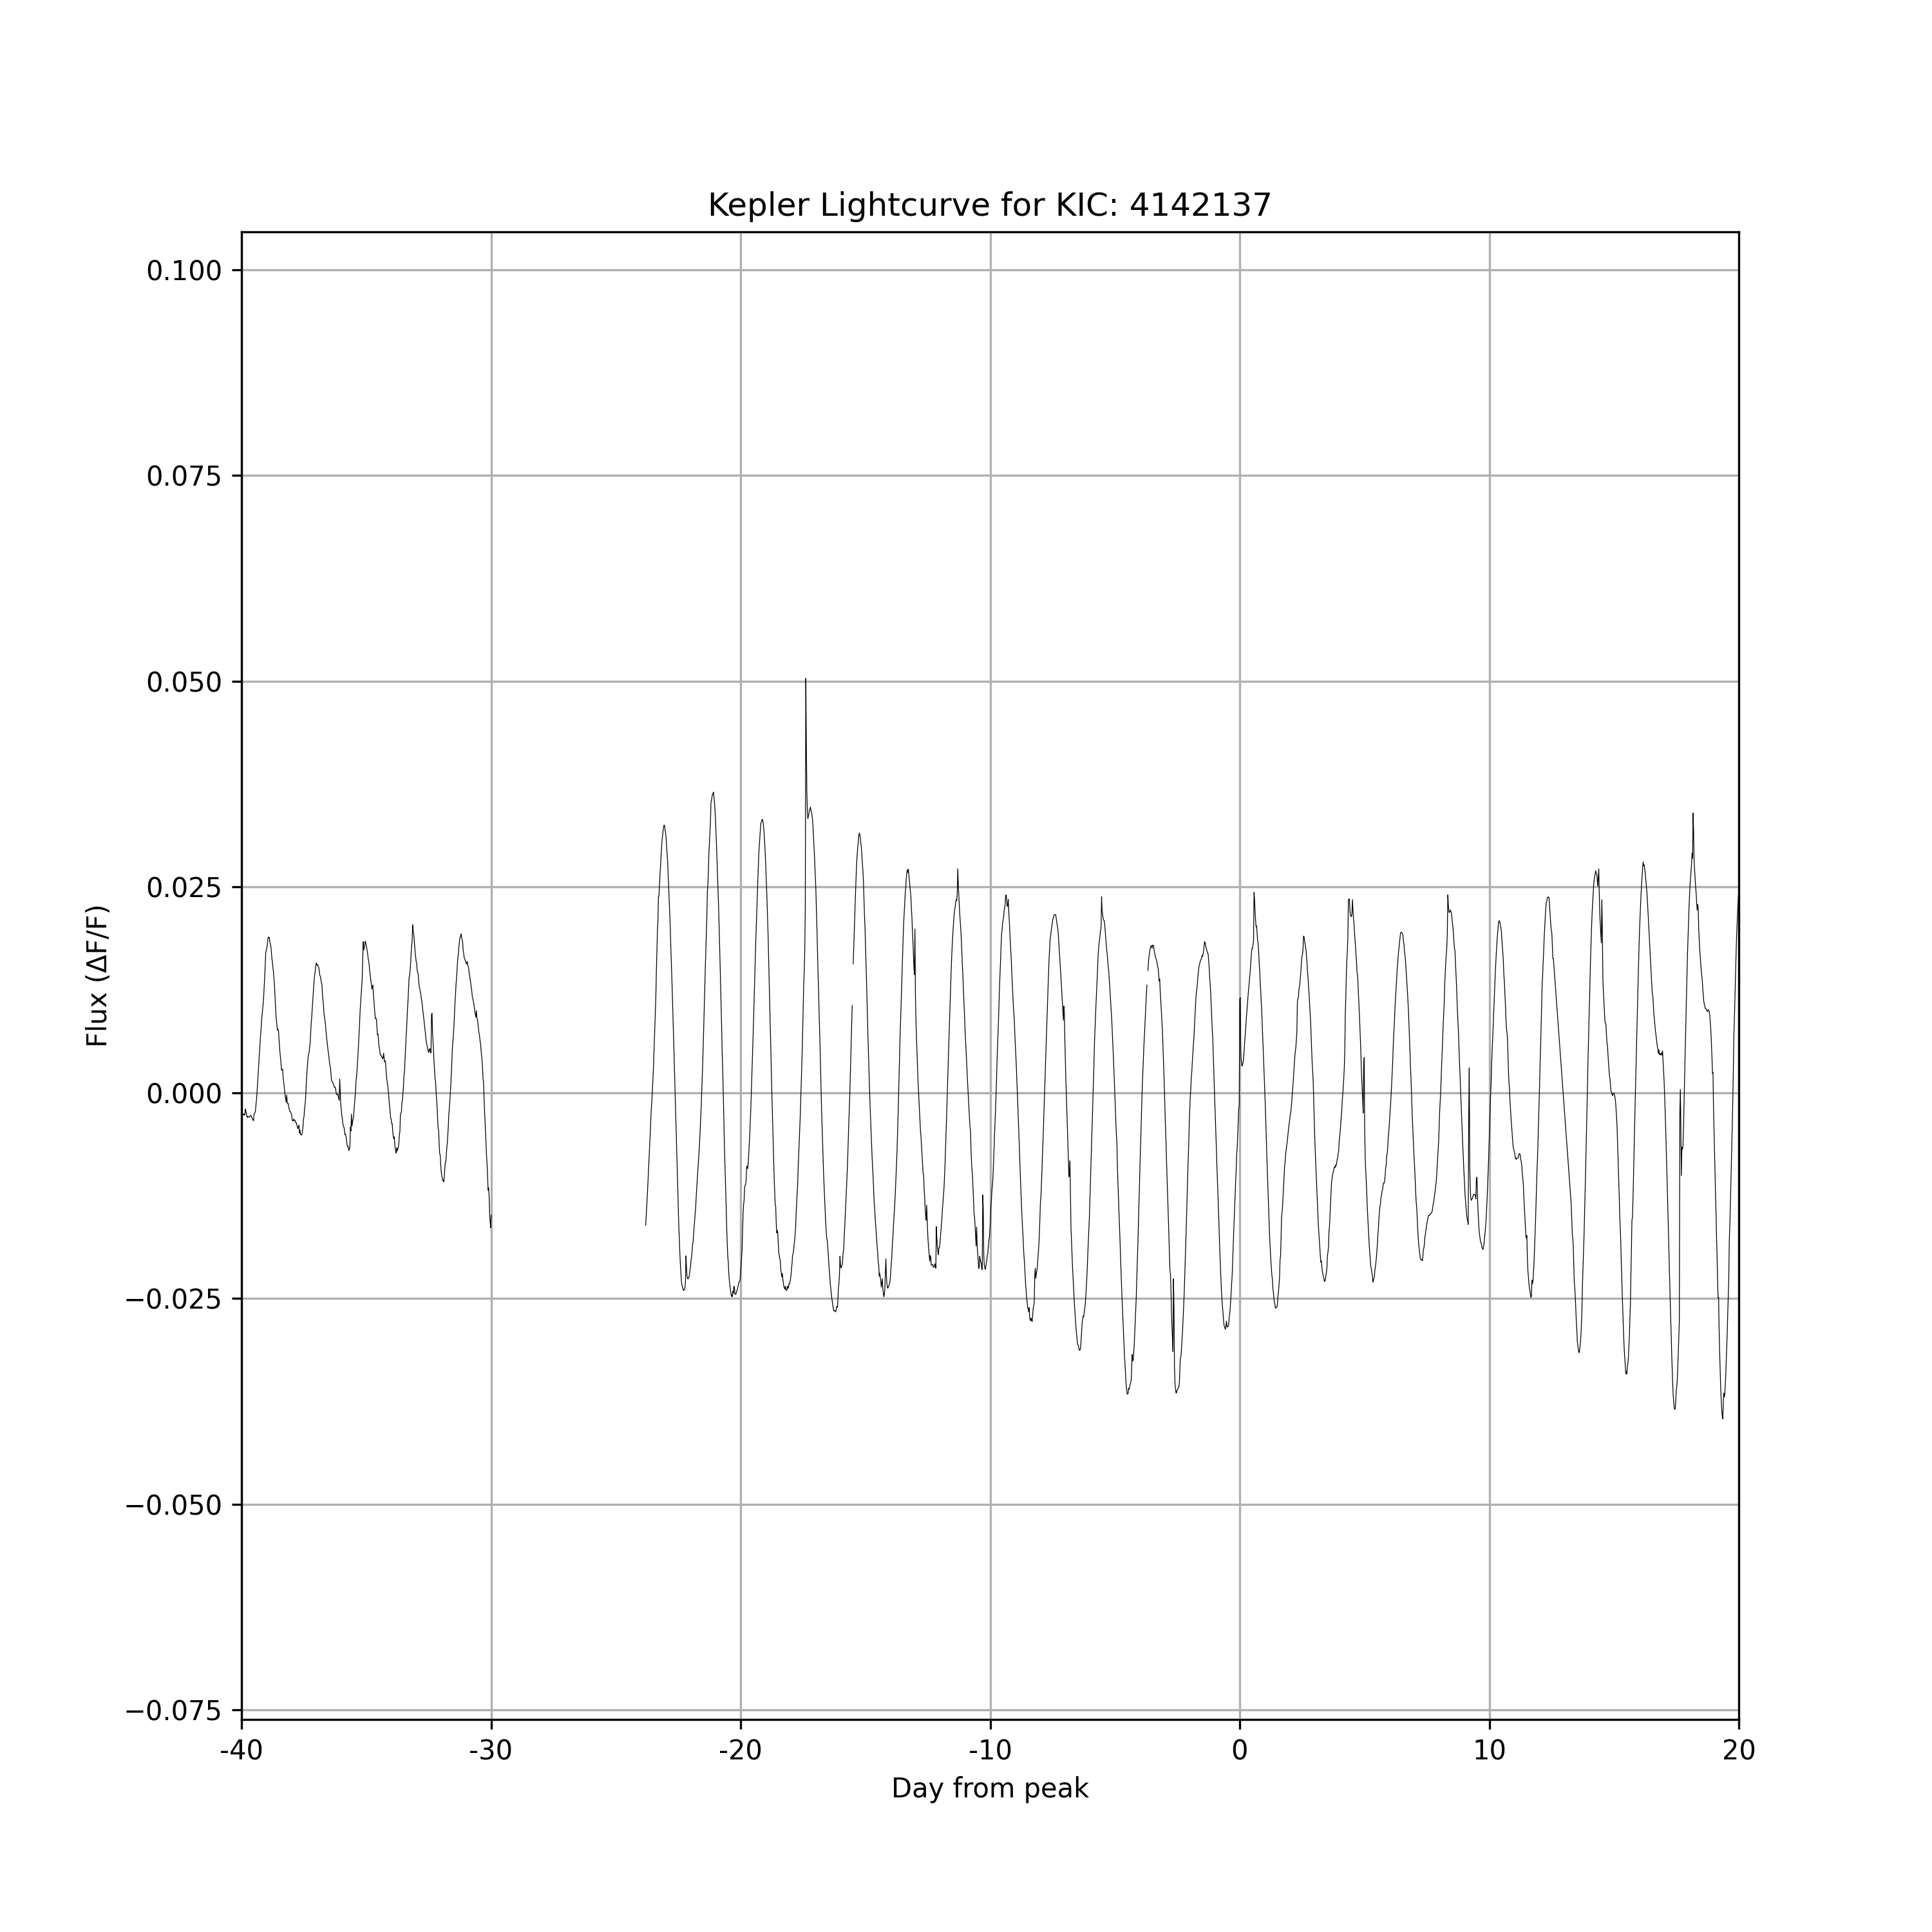 Kepler Lightcurve for KIC: 4142137
0.100
0.075
0.050
0.025
0.000
−0.025
−0.050
−0.075
Flux (ΔF/F)
-40 -30 -20 -10 0 10 20
Day from peak